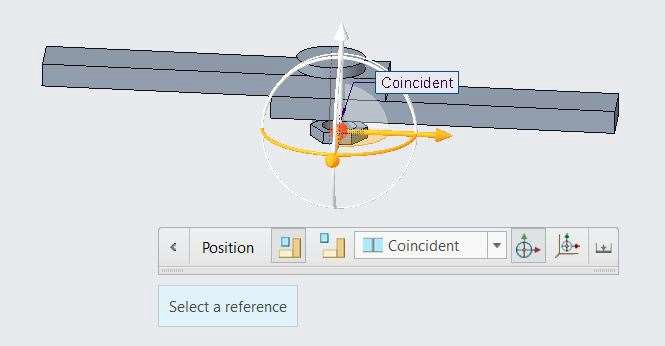 Coincident
Position
Coincident
Select a reference